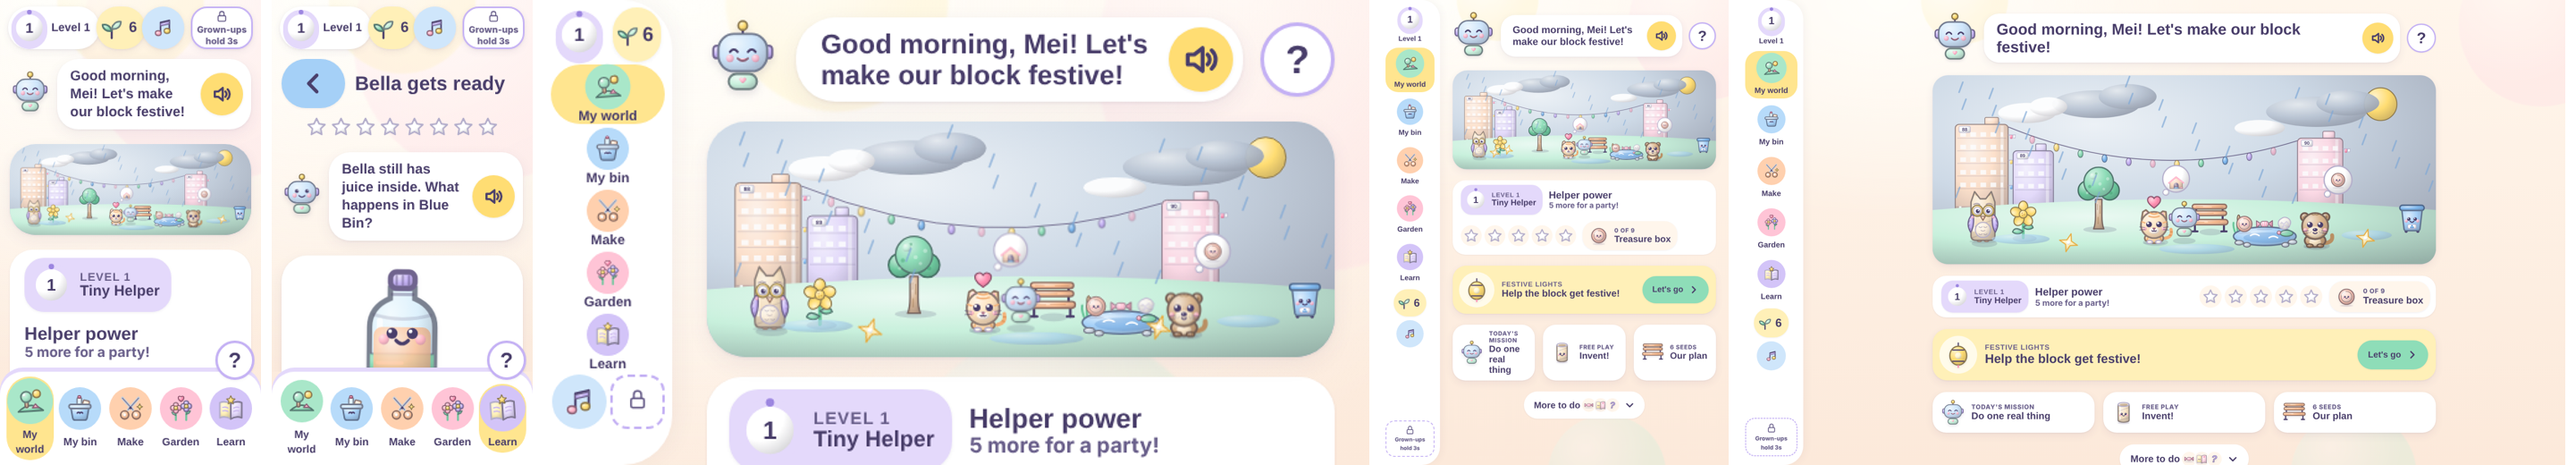 1
Level 1
6
Grown-ups
hold 3s
Good morning,
Mei! Let's make
our block festive!
1
LEVEL 1
Tiny Helper
Helper power
5 more for a party!
?
My
world
My bin
Make
Garden
Learn
1
Level 1
6
Grown-ups
hold 3s
Bella gets ready
Bella still has
juice inside. What
happens in Blue
Bin?
?
My
world
My bin
Make
Garden
Learn
1
6
My world
My bin
Make
Garden
Learn
Good morning, Mei! Let's
make our block festive!
?
1
LEVEL 1
Tiny Helper
Helper power
5 more for a party!
1
Level 1
My world
My bin
Make
Garden
Learn
6
Grown-ups
hold 3s
Good morning, Mei! Let's
make our block festive!
?
1
LEVEL 1
Tiny Helper
Helper power
5 more for a party!
0 OF 9
Treasure box
FESTIVE LIGHTS
Help the block get festive!
Let's go
TODAY'S
MISSION
Do one
real
thing
FREE PLAY
Invent!
6 SEEDS
Our plan
More to do
1
Level 1
My world
My bin
Make
Garden
Learn
6
Grown-ups
hold 3s
Good morning, Mei! Let's make our block
festive!
?
1
LEVEL 1
Tiny Helper
Helper power
5 more for a party!
0 OF 9
Treasure box
FESTIVE LIGHTS
Help the block get festive!
Let's go
TODAY'S MISSION
Do one real thing
FREE PLAY
Invent!
6 SEEDS
Our plan
More to do